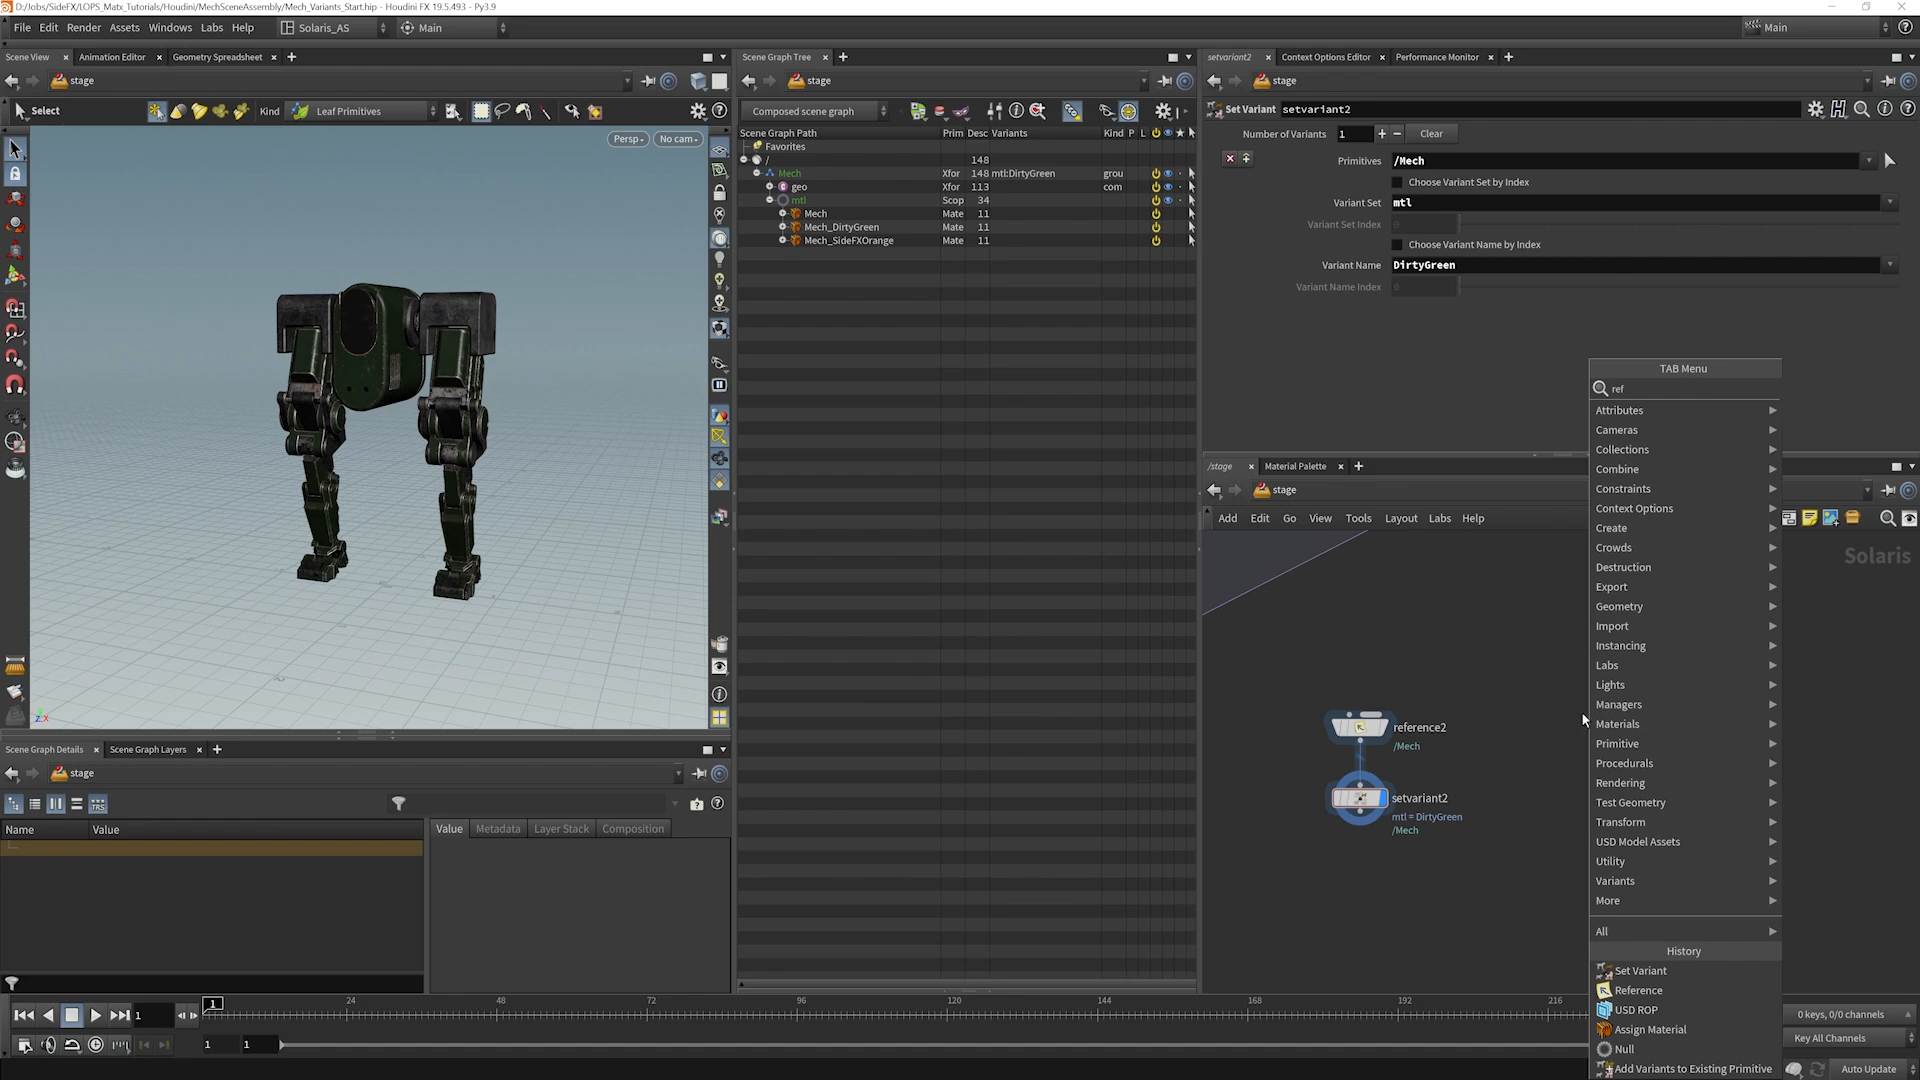 D:/Jobs/SideFX/LOPS_Matx_Tutorials/Houdini/MechSceneAssembly/Mech_Variants_Start.hip - Houdini FX 19.5.493 - Py3.9
File Edit Render Assets Windows Labs Help Solaris_AS Main Main
Scene View Animation Editor Geometry Spreadsheet
stage
Select Kind Leaf Primitives
Persp No cam
Scene Graph Tree
stage
Composed scene graph
Scene Graph Path Prim Desc Variants Kind P L
Favorites
/ 148
Mech Xfor 148 mtl:DirtyGreen grou
geo Xfor 113 com
mtl Scop 34
Mech Mate 11
Mech_DirtyGreen Mate 11
Mech_SideFXOrange Mate 11
setvariant2 Context Options Editor Performance Monitor
stage
Set Variant setvariant2
Number of Variants 1 Clear
Primitives /Mech
Choose Variant Set by Index
Variant Set mtl
Variant Set Index 0
Choose Variant Name by Index
Variant Name DirtyGreen
Variant Name Index 0
/stage Material Palette
stage
Add Edit Go View Tools Layout Labs Help
Solaris
reference2
/Mech
setvariant2
mtl = DirtyGreen
/Mech
TAB Menu
ref
Attributes
Cameras
Collections
Combine
Constraints
Context Options
Create
Crowds
Destruction
Export
Geometry
Import
Instancing
Labs
Lights
Managers
Materials
Primitive
Procedurals
Rendering
Test Geometry
Transform
USD Model Assets
Utility
Variants
More
All
History
Set Variant
Reference
USD ROP
Assign Material
Null
Add Variants to Existing Primitive
Scene Graph Details Scene Graph Layers
stage
TRS
Name Value
Value Metadata Layer Stack Composition
1 1 24 48 72 96 120 144 168 192 216
1 1
0 keys, 0/0 channels
Key All Channels
Auto Update